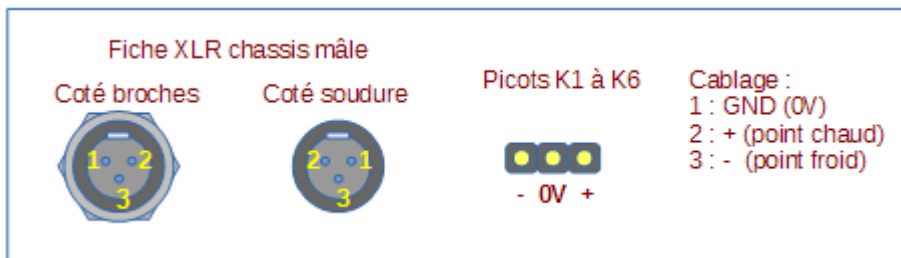 Fiche XLR chassis mâle
Coté broches
1 2
3
Coté soudure
2 1
3
Picots K1 à K6
- 0V +
Cablage :
1 : GND (0V)
2 : + (point chaud)
3 : - (point froid)